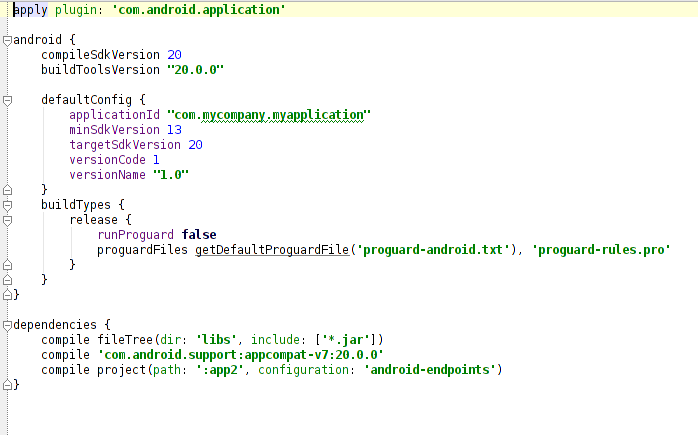 apply plugin: 'com.android.application'

android {
    compileSdkVersion 20
    buildToolsVersion "20.0.0"

    defaultConfig {
        applicationId "com.mycompany.myapplication"
        minSdkVersion 13
        targetSdkVersion 20
        versionCode 1
        versionName "1.0"
    }
    buildTypes {
        release {
            runProguard false
            proguardFiles getDefaultProguardFile('proguard-android.txt'), 'proguard-rules.pro'
        }
    }
}

dependencies {
    compile fileTree(dir: 'libs', include: ['*.jar'])
    compile 'com.android.support:appcompat-v7:20.0.0'
    compile project(path: ':app2', configuration: 'android-endpoints')
}